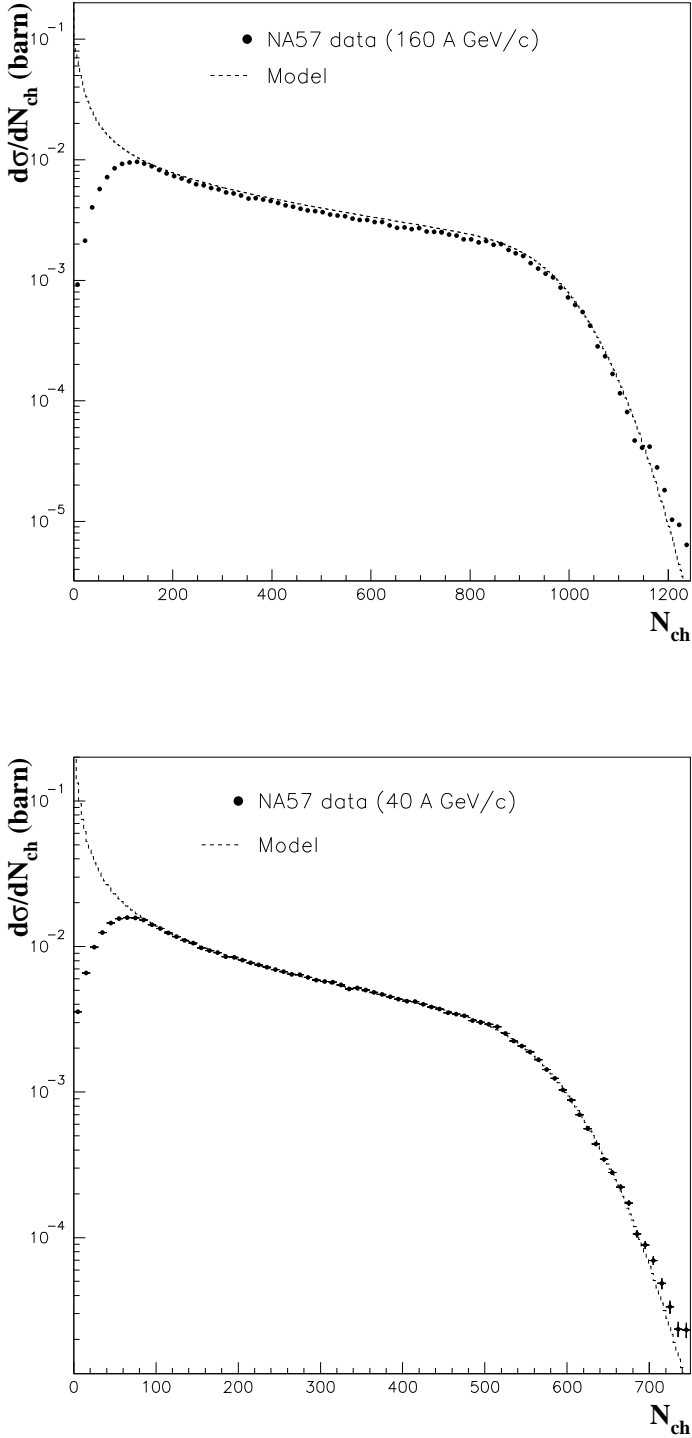 dσ/dN_ch (barn)
10^-1
10^-2
10^-3
10^-4
10^-5
NA57 data (160 A GeV/c)
Model
0 200 400 600 800 1000 1200
N_ch
dσ/dN_ch (barn)
10^-1
10^-2
10^-3
10^-4
NA57 data (40 A GeV/c)
Model
0 100 200 300 400 500 600 700
N_ch